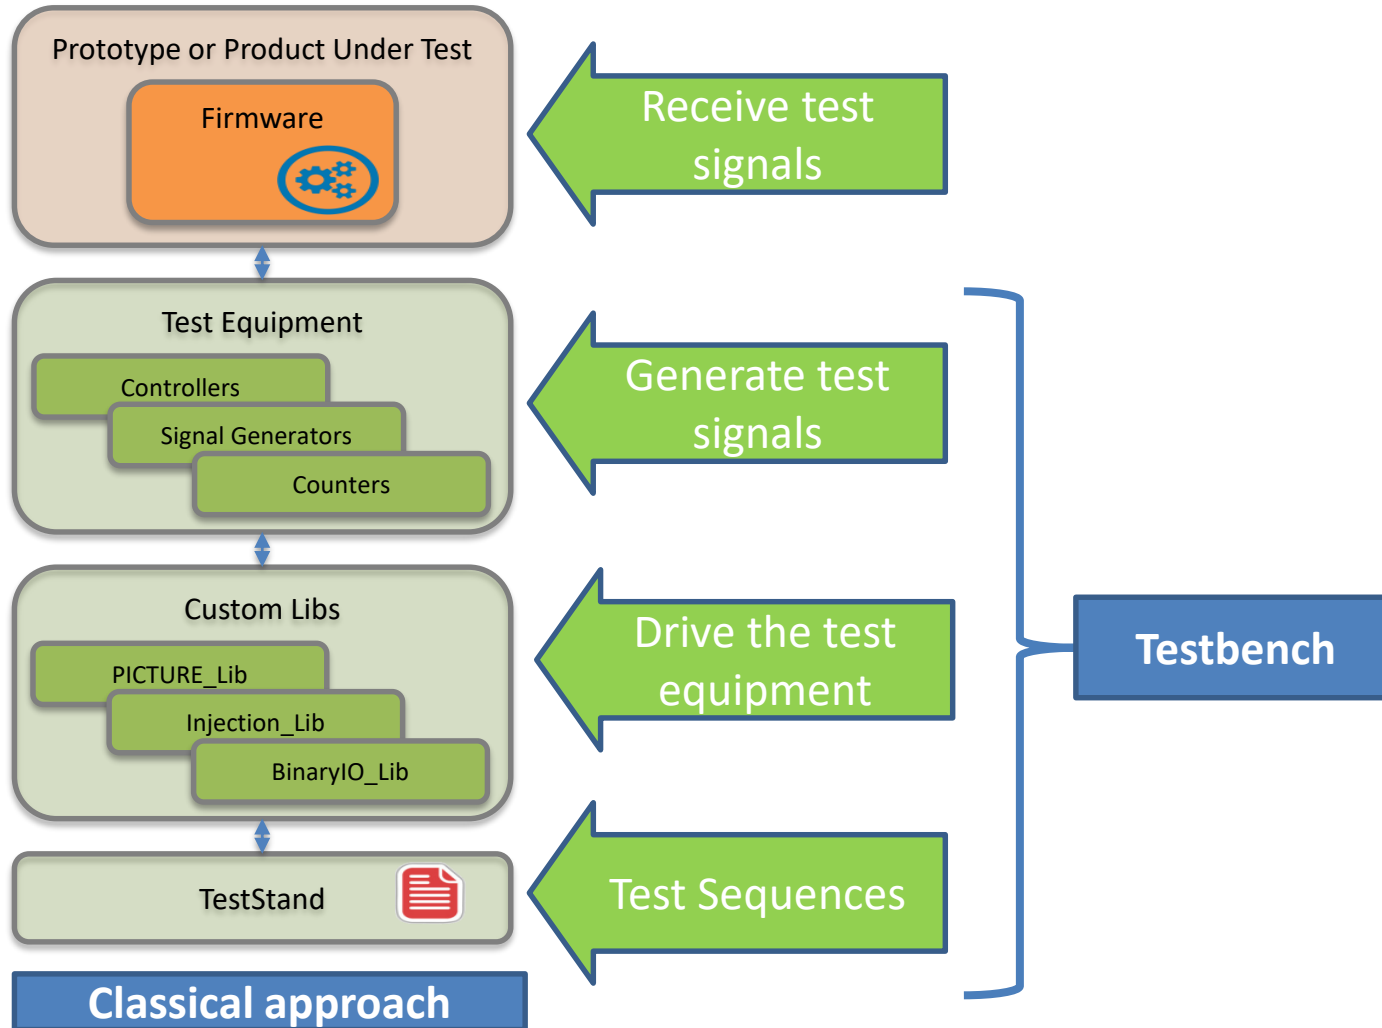 Prototype or Product Under Test
Firmware
Receive test
signals
Test Equipment
Controllers
Signal Generators
Counters
Generate test
signals
Custom Libs
PICTURE_Lib
Injection_Lib
BinaryIO_Lib
Drive the test
equipment
Testbench
TestStand
Test Sequences
Classical approach